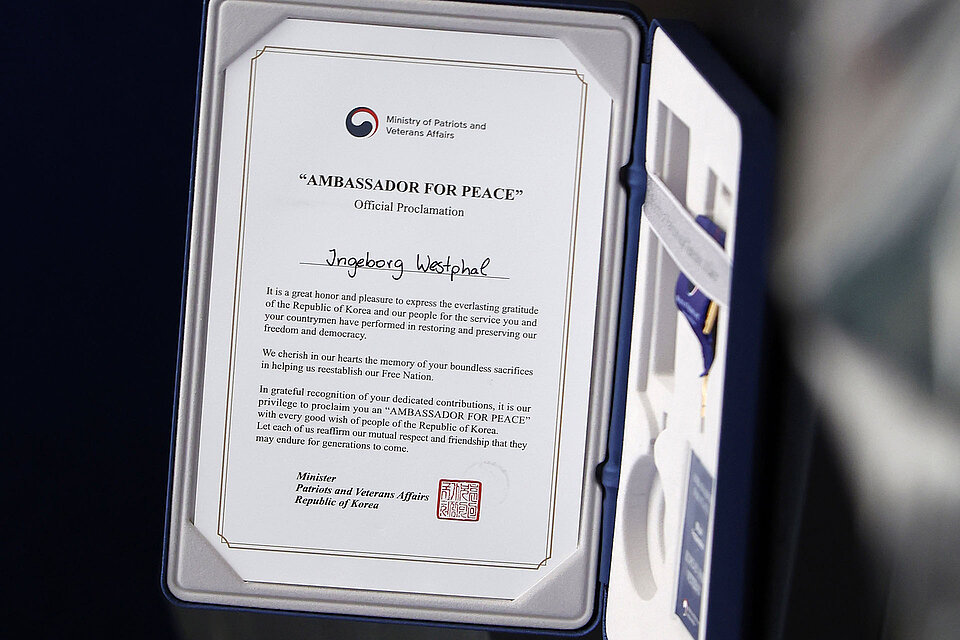 Ministry of Patriots and
Veterans Affairs
“AMBASSADOR FOR PEACE”
Official Proclamation
Ingeborg Westphal
It is a great honor and pleasure to express the everlasting gratitude
of the Republic of Korea and our people for the service you and
your countrymen have performed in restoring and preserving our
freedom and democracy.
We cherish in our hearts the memory of your boundless sacrifices
in helping us reestablish our Free Nation.
In grateful recognition of your dedicated contributions, it is our
privilege to proclaim you an “AMBASSADOR FOR PEACE”
with every good wish of people of the Republic of Korea.
Let each of us reaffirm our mutual respect and friendship that they
may endure for generations to come.
Minister
Patriots and Veterans Affairs
Republic of Korea